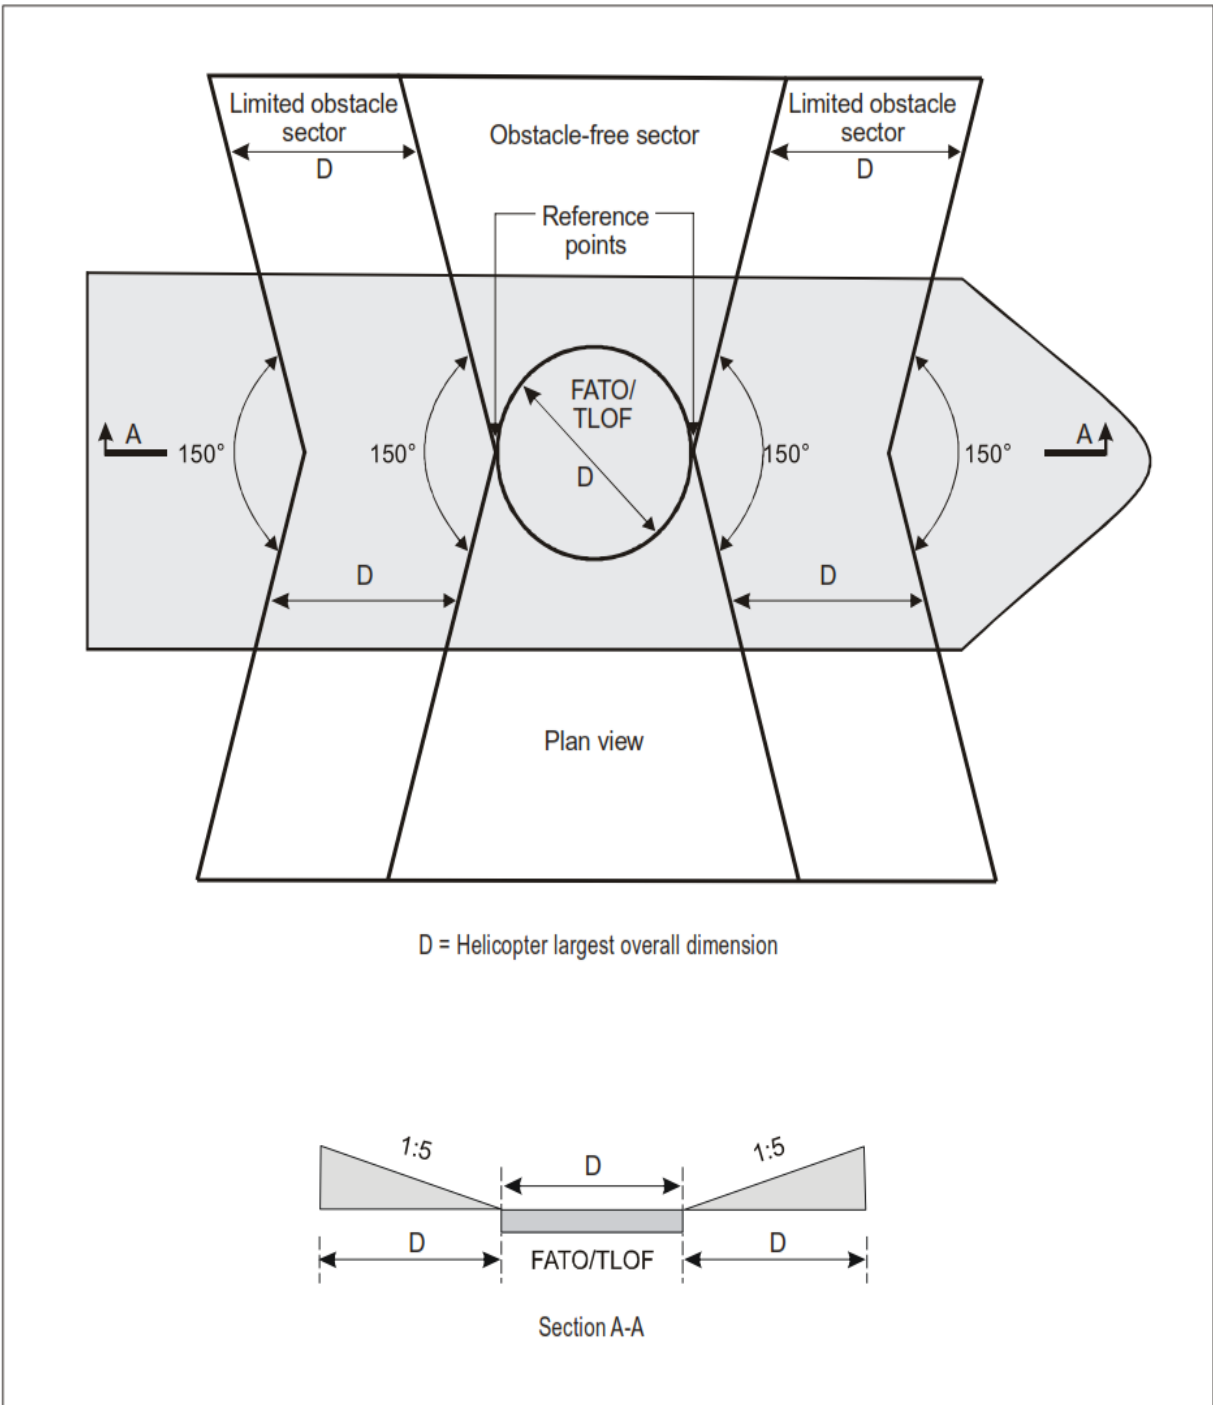 Limited obstacle
sector
D
Obstacle-free sector
Limited obstacle
sector
D
Reference
points
FATO/
TLOF
D
A
150°
150°
150°
150°
A
D
D
Plan view
D = Helicopter largest overall dimension
1:5
D
1:5
D
FATO/TLOF
D
Section A-A